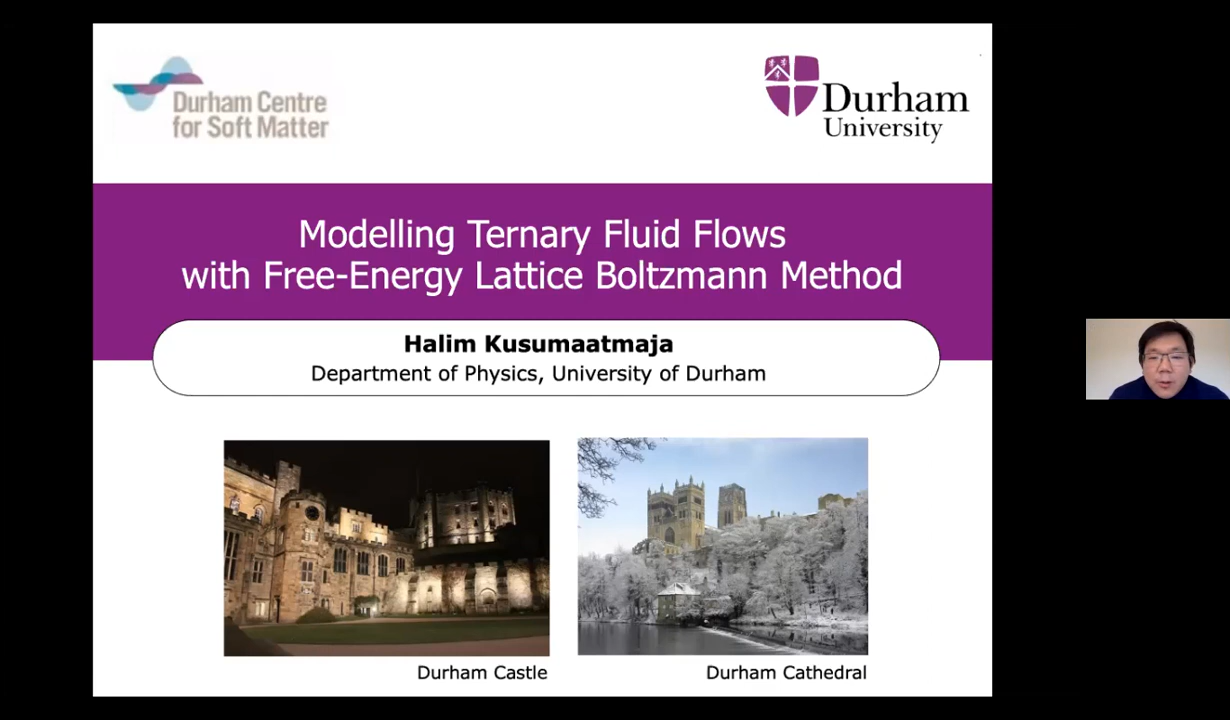 Durham Centre
for Soft Matter
Durham
University
Modelling Ternary Fluid Flows
with Free-Energy Lattice Boltzmann Method
Halim Kusumaatmaja
Department of Physics, University of Durham
Durham Castle
Durham Cathedral